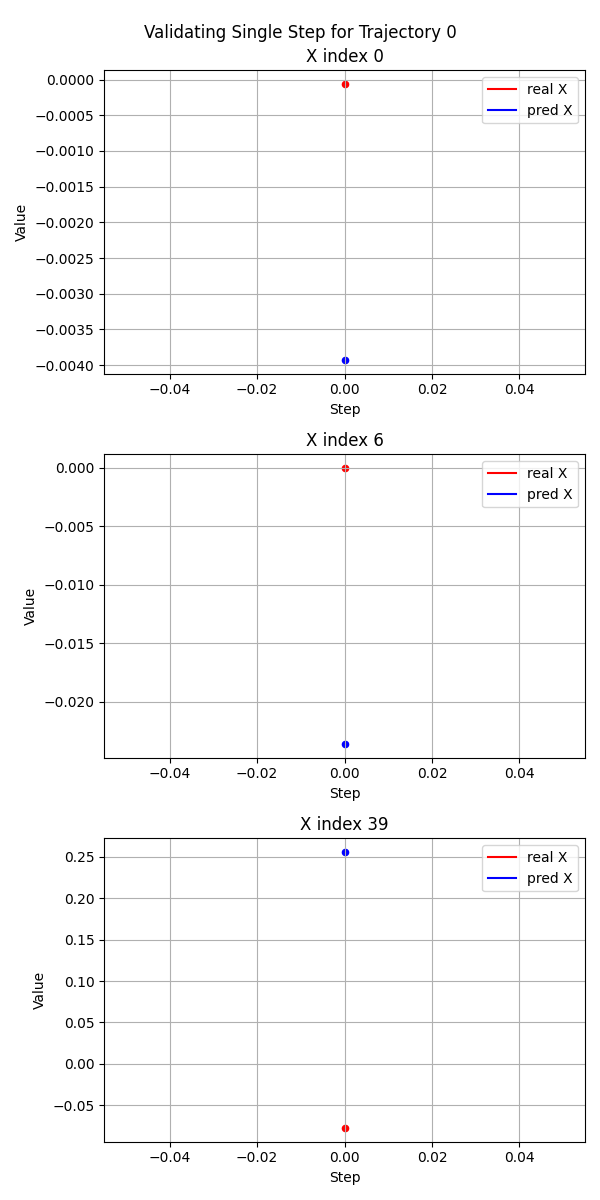 Validating Single Step for Trajectory 0
X index 0
0.0000
−0.0005
−0.0010
−0.0015
−0.0020
−0.0025
−0.0030
−0.0035
−0.0040
Value
real X
pred X
−0.04 −0.02 0.00 0.02 0.04
Step
X index 6
0.000
−0.005
−0.010
−0.015
−0.020
Value
real X
pred X
−0.04 −0.02 0.00 0.02 0.04
Step
X index 39
0.25
0.20
0.15
0.10
0.05
0.00
−0.05
Value
real X
pred X
−0.04 −0.02 0.00 0.02 0.04
Step